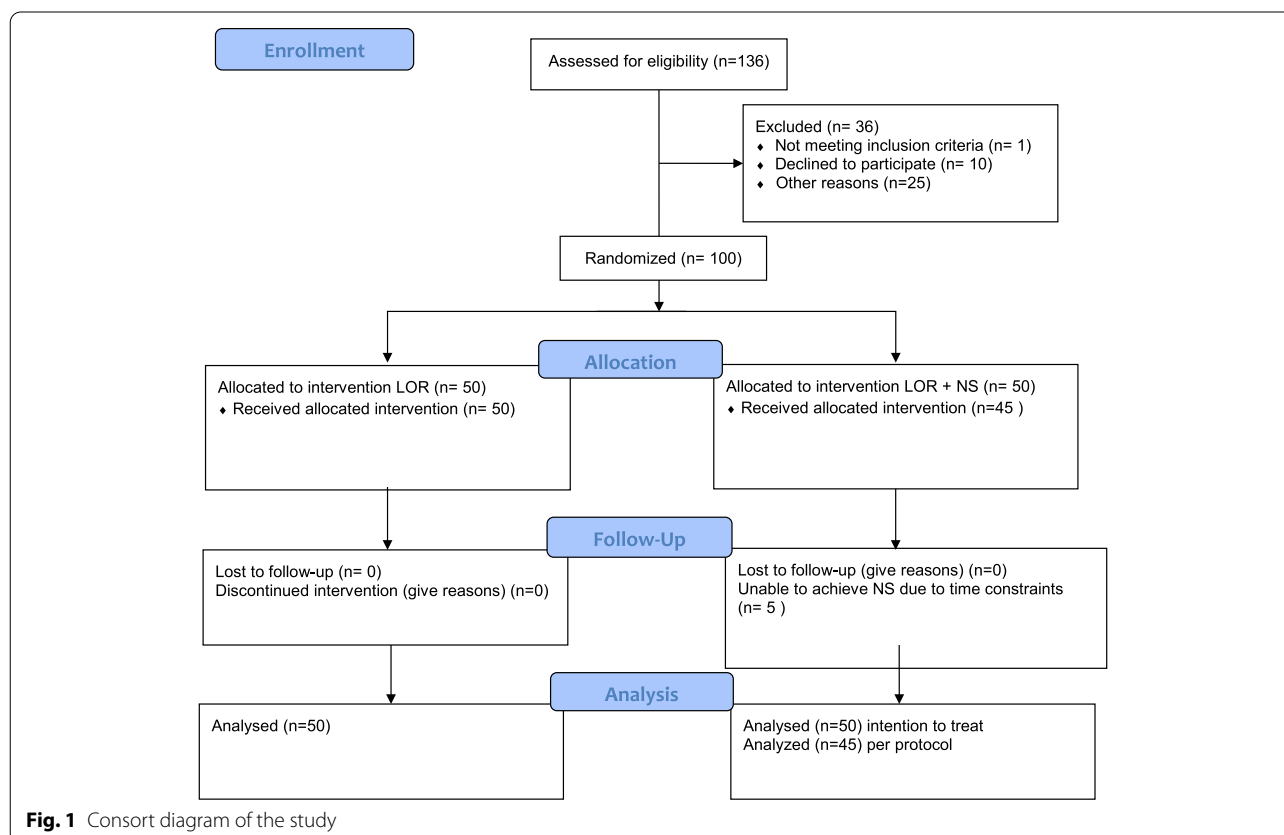 Enrollment
Assessed for eligibility (n=136)
Excluded (n= 36)
♦ Not meeting inclusion criteria (n= 1)
♦ Declined to participate (n= 10)
♦ Other reasons (n=25)
Randomized (n= 100)
Allocation
Allocated to intervention LOR (n= 50)
♦ Received allocated intervention (n= 50)
Allocated to intervention LOR + NS (n= 50)
♦ Received allocated intervention (n=45 )
Follow-Up
Lost to follow-up (n= 0)
Discontinued intervention (give reasons) (n=0)
Lost to follow-up (give reasons) (n=0)
Unable to achieve NS due to time constraints
(n= 5 )
Analysis
Analysed (n=50)
Analysed (n=50) intention to treat
Analyzed (n=45) per protocol
Fig. 1 Consort diagram of the study